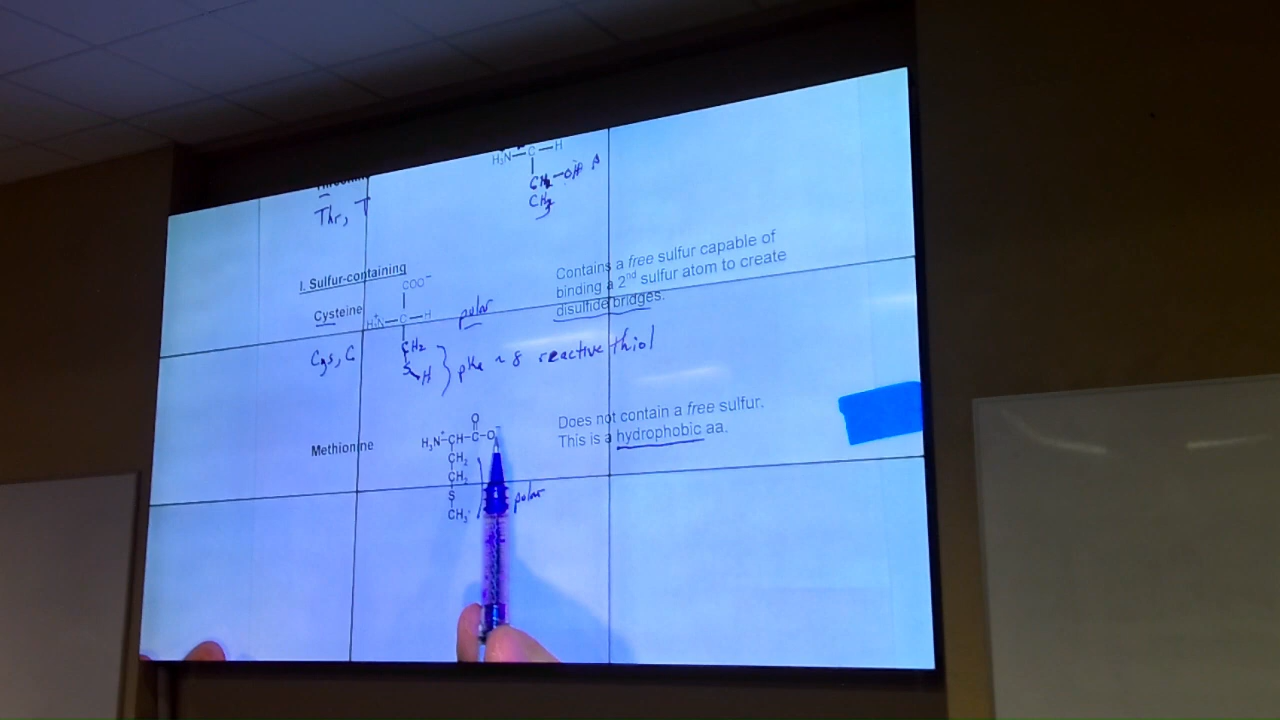 H₃N—C—H
CH₂—OH β
CH₃
Thr, T
I. Sulfur-containing
COO⁻
Cysteine
H₃N⁺—C—H
polar
Contains a free sulfur capable of
binding a 2nd sulfur atom to create
disulfide bridges.
Cys, C
CH₂
S
H
} pKa ~ 8 reactive thiol
Methionine
O
H₃N⁺-CH-C-O⁻
CH₂
CH₂
S
CH₃
polar
Does not contain a free sulfur.
This is a hydrophobic aa.